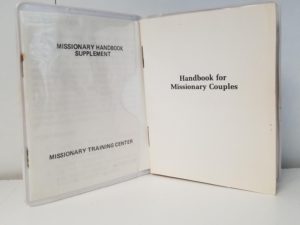 MISSIONARY HANDBOOK
SUPPLEMENT
MISSIONARY TRAINING CENTER
Handbook for
Missionary Couples